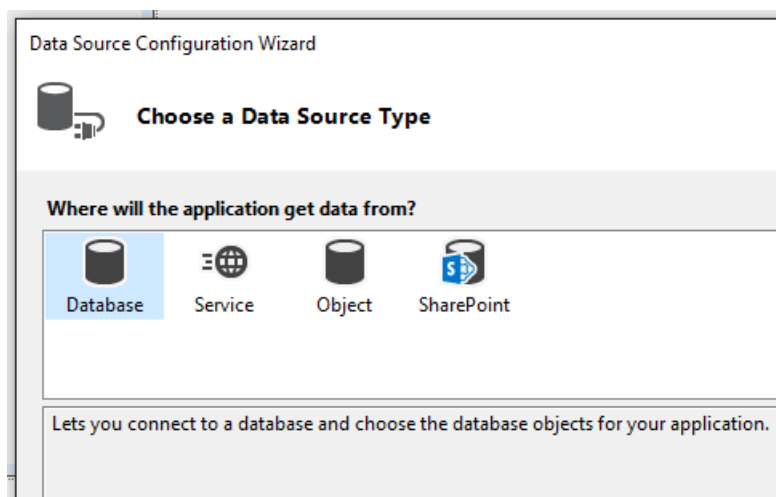 Data Source Configuration Wizard
Choose a Data Source Type
Where will the application get data from?
Database Service Object SharePoint
Lets you connect to a database and choose the database objects for your application.